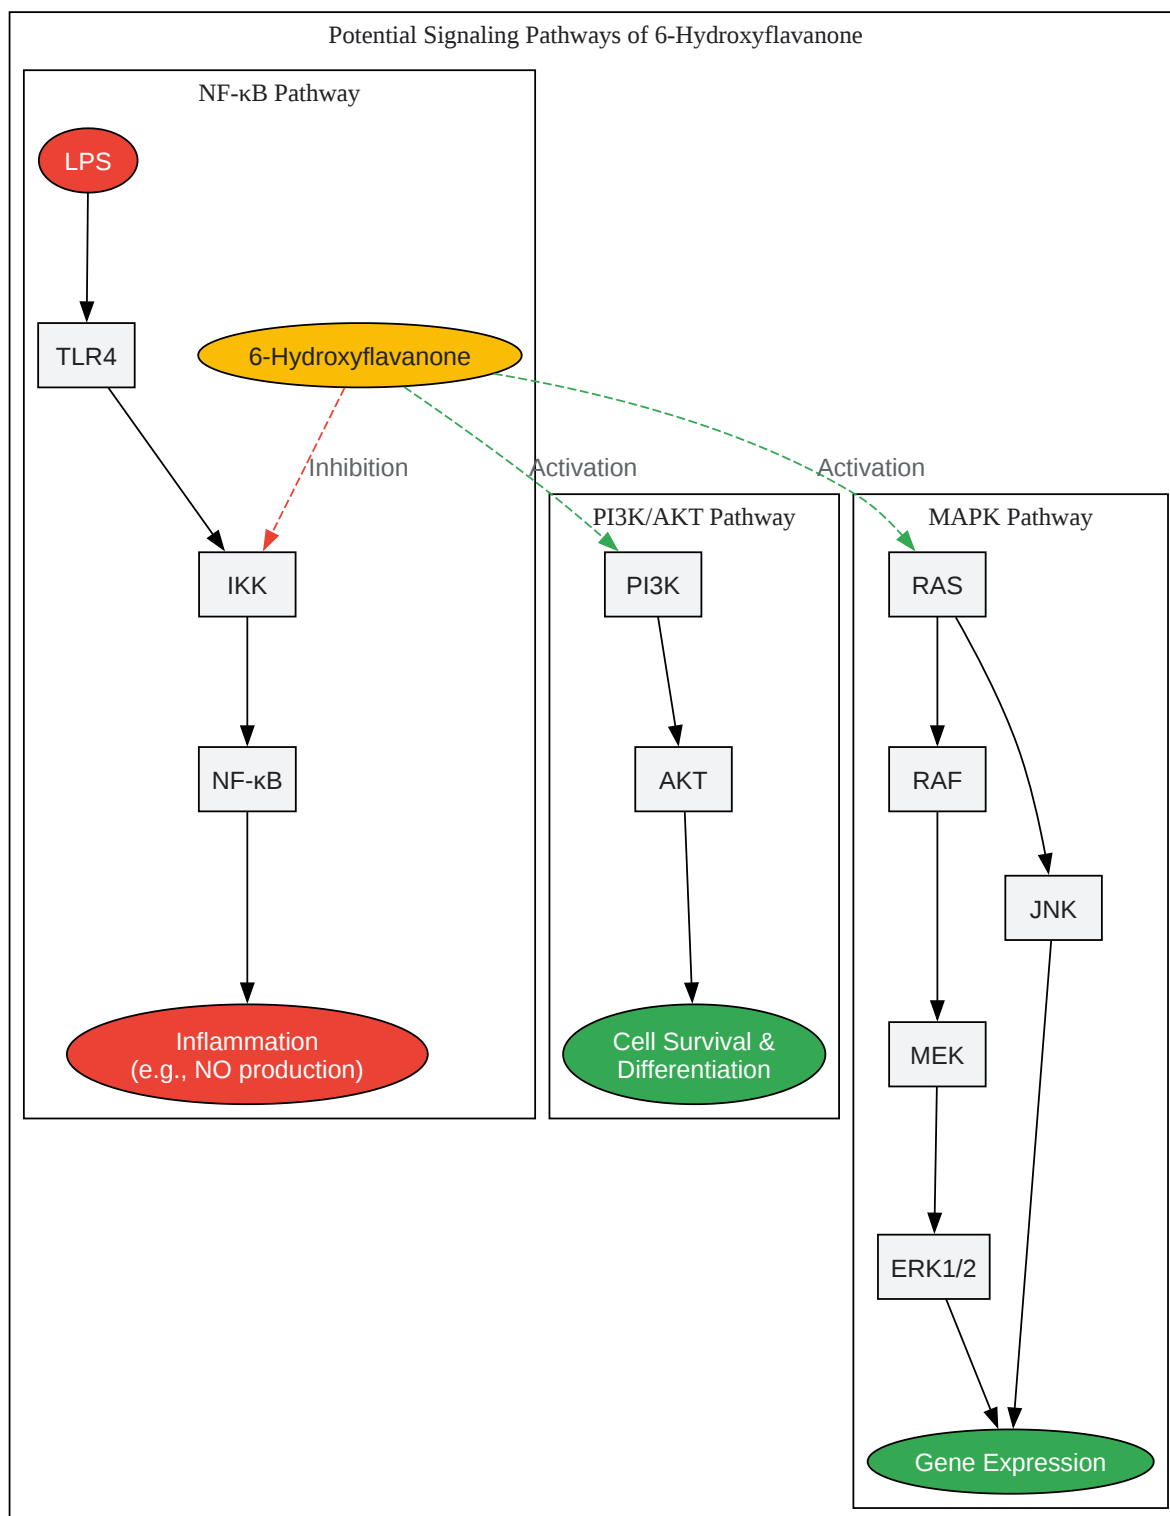 Potential Signaling Pathways of 6-Hydroxyflavanone
NF-κB Pathway
LPS
TLR4
6-Hydroxyflavanone
Inhibition
Activation
Activation
PI3K/AKT Pathway
MAPK Pathway
IKK
PI3K
RAS
NF-κB
AKT
RAF
JNK
Inflammation
(e.g., NO production)
Cell Survival &
Differentiation
MEK
ERK1/2
Gene Expression